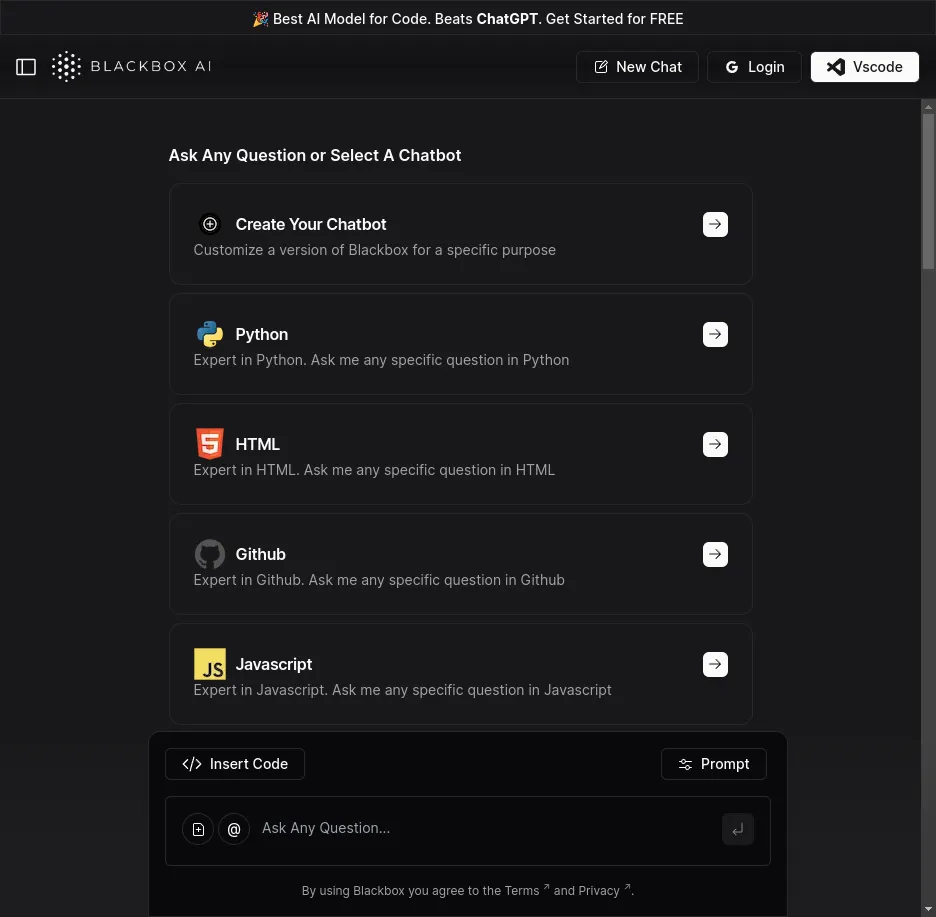 🎉 Best AI Model for Code. Beats ChatGPT. Get Started for FREE
BLACKBOX AI
New Chat
G Login
Vscode
Ask Any Question or Select A Chatbot
Create Your Chatbot
Customize a version of Blackbox for a specific purpose
Python
Expert in Python. Ask me any specific question in Python
5 HTML
Expert in HTML. Ask me any specific question in HTML
Github
Expert in Github. Ask me any specific question in Github
JS Javascript
Expert in Javascript. Ask me any specific question in Javascript
</> Insert Code
Prompt
@ Ask Any Question...
By using Blackbox you agree to the Terms ↗ and Privacy ↗.